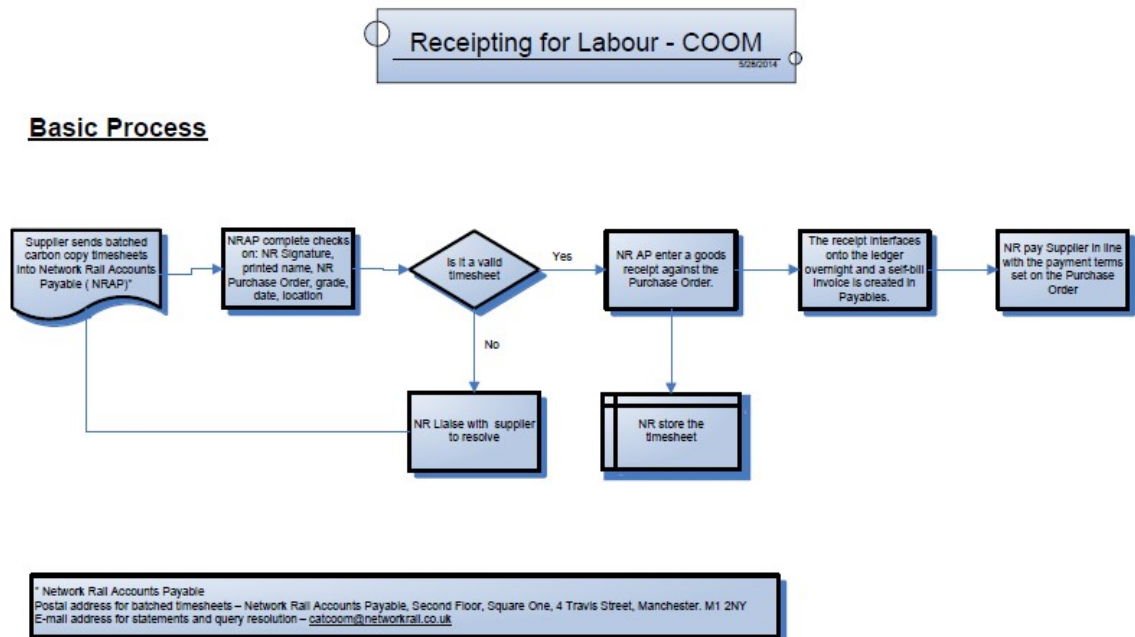 Receipting for Labour - COOM
5/28/2014
Basic Process
Supplier sends batched
carbon copy timesheets
into Network Rail Accounts
Payable ( NRAP)*
NRAP complete checks
on: NR Signature,
printed name, NR
Purchase Order, grade,
date, location
Is it a valid
timesheet
Yes
NR AP enter a goods
receipt against the
Purchase Order.
The receipt interfaces
onto the ledger
overnight and a self-bill
invoice is created in
Payables.
NR pay Supplier in line
with the payment terms
set on the Purchase
Order
No
NR Liaise with supplier
to resolve
NR store the
timesheet
* Network Rail Accounts Payable
Postal address for batched timesheets – Network Rail Accounts Payable, Second Floor, Square One, 4 Travis Street, Manchester. M1 2NY
E-mail address for statements and query resolution – catcoom@networkrail.co.uk